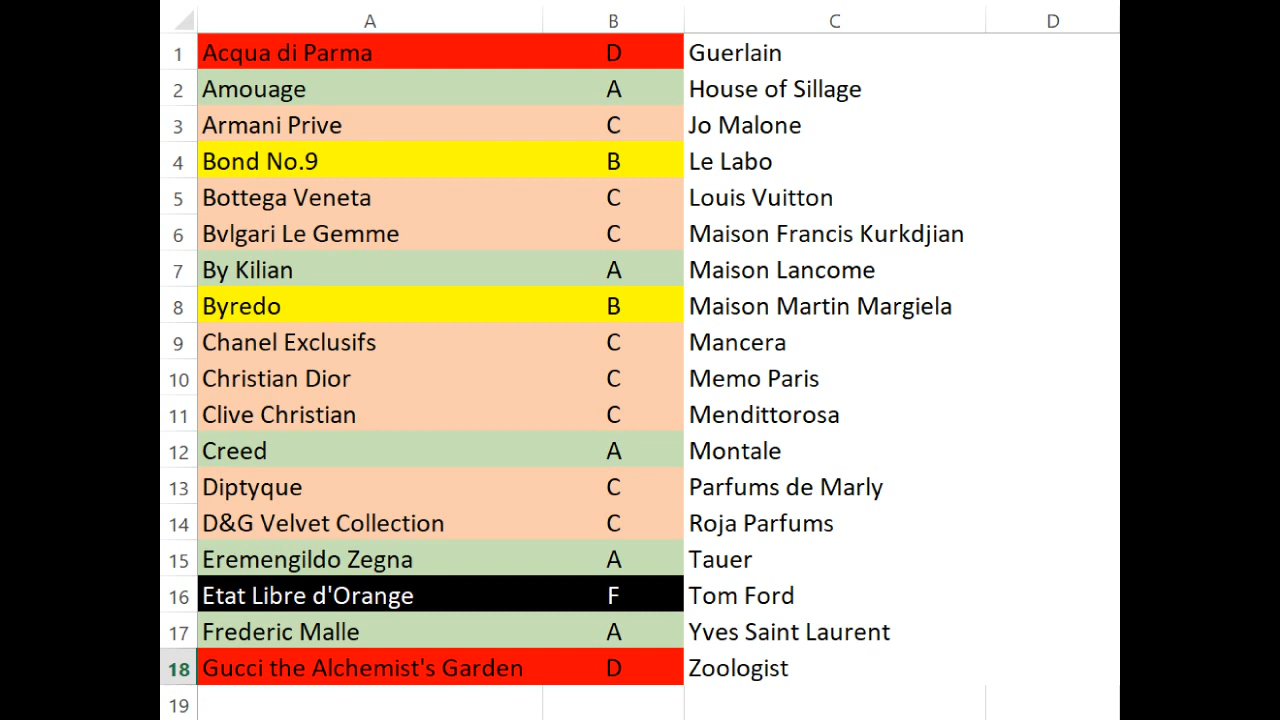 A B C D
1 Acqua di Parma D Guerlain
2 Amouage A House of Sillage
3 Armani Prive C Jo Malone
4 Bond No.9 B Le Labo
5 Bottega Veneta C Louis Vuitton
6 Bvlgari Le Gemme C Maison Francis Kurkdjian
7 By Kilian A Maison Lancome
8 Byredo B Maison Martin Margiela
9 Chanel Exclusifs C Mancera
10 Christian Dior C Memo Paris
11 Clive Christian C Mendittorosa
12 Creed A Montale
13 Diptyque C Parfums de Marly
14 D&G Velvet Collection C Roja Parfums
15 Eremengildo Zegna A Tauer
16 Etat Libre d'Orange F Tom Ford
17 Frederic Malle A Yves Saint Laurent
18 Gucci the Alchemist's Garden D Zoologist
19